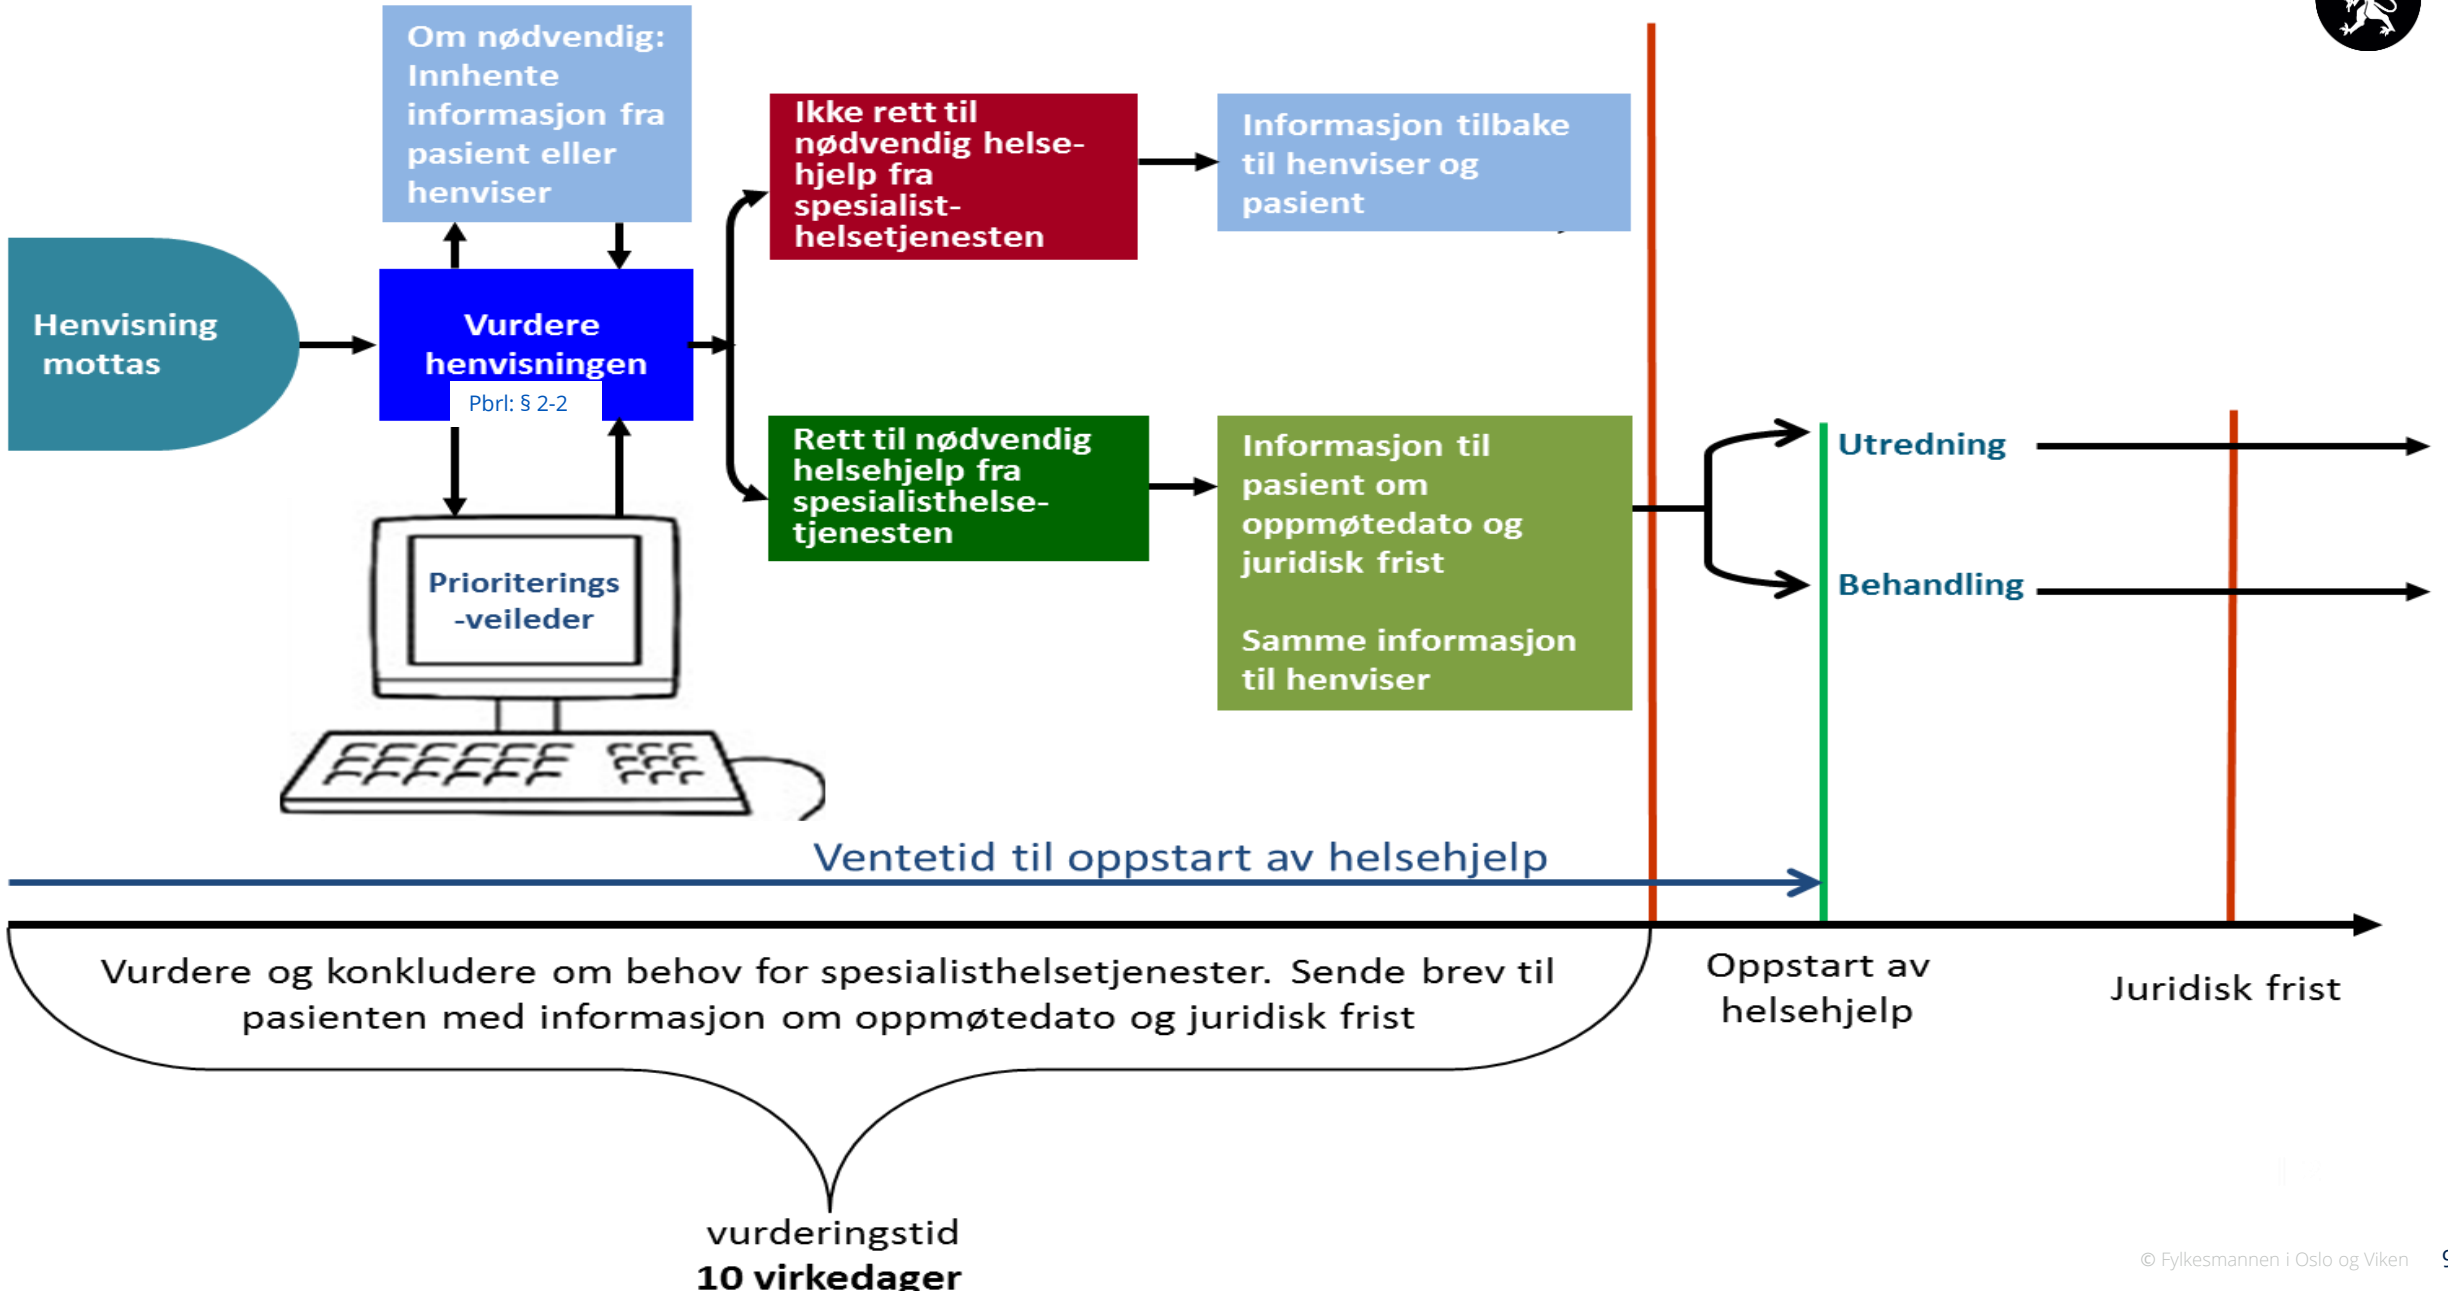 Om nødvendig:
Innhente
informasjon fra
pasient eller
henviser
Ikke rett til
nødvendig helse-
hjelp fra
spesialist-
helsetjenesten
Informasjon tilbake
til henviser og
pasient
Henvisning
mottas
Vurdere
henvisningen
Pbrl: § 2-2
Rett til nødvendig
helsehjelp fra
spesialisthelse-
tjenesten
Informasjon til
pasient om
oppmøtedato og
juridisk frist
Samme informasjon
til henviser
Utredning
Behandling
Prioriterings
-veileder
Ventetid til oppstart av helsehjelp
Vurdere og konkludere om behov for spesialisthelsetjenester. Sende brev til
pasienten med informasjon om oppmøtedato og juridisk frist
Oppstart av
helsehjelp
Juridisk frist
vurderingstid
10 virkedager
© Fylkesmannen i Oslo og Viken
9